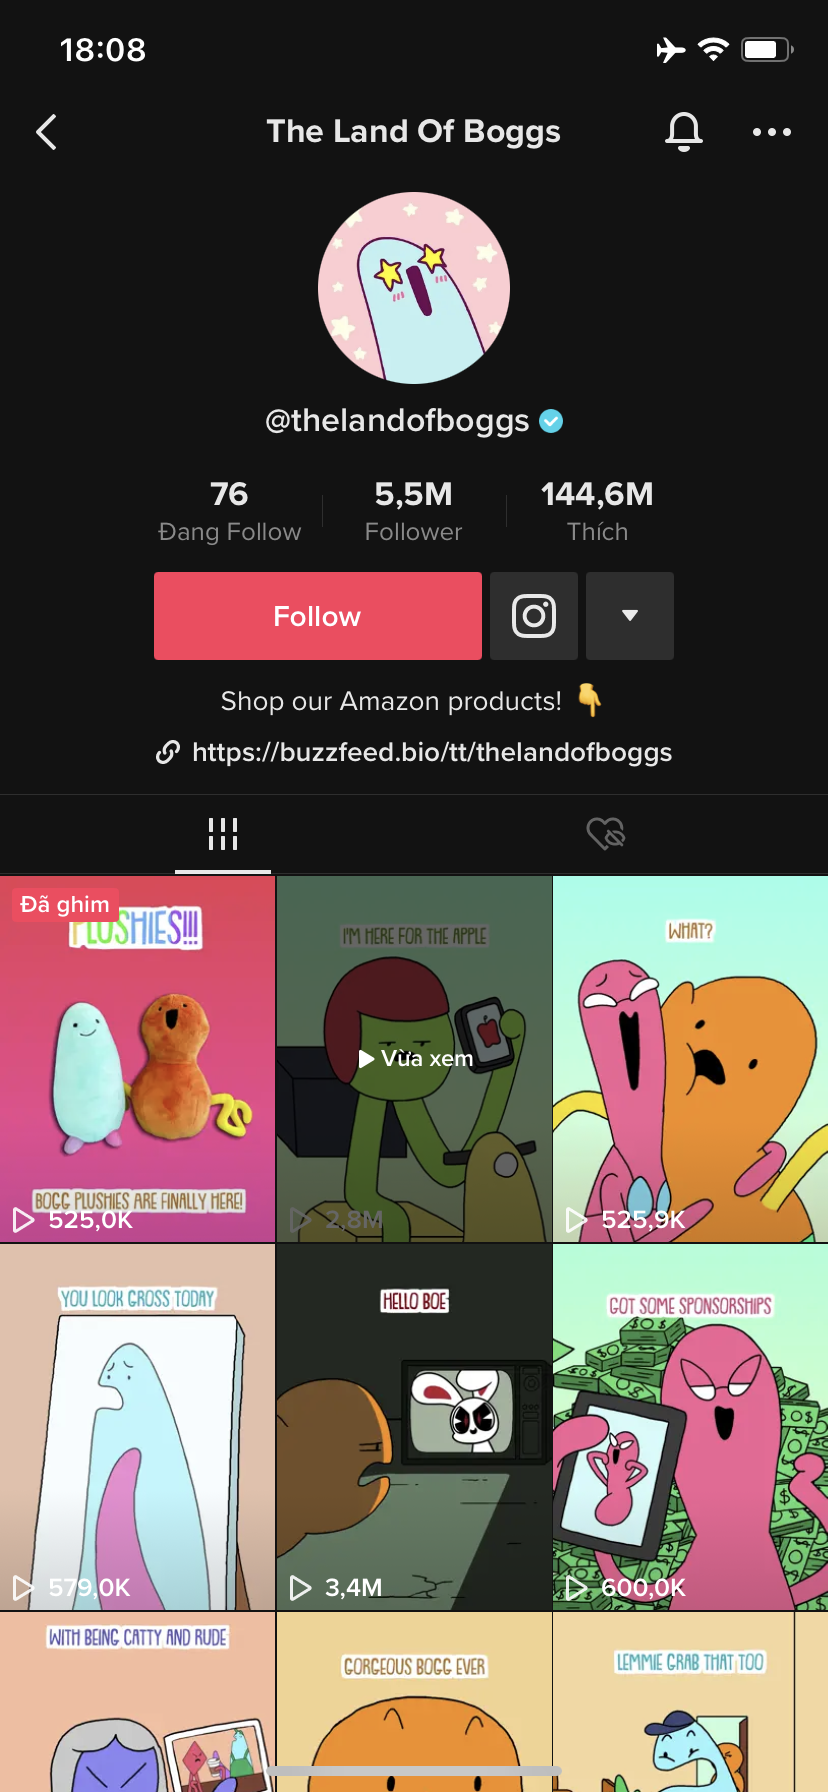 18:08
The Land Of Boggs
@thelandofboggs
76
Đang Follow
5,5M
Follower
144,6M
Thích
Follow
Shop our Amazon products! 👇
https://buzzfeed.bio/tt/thelandofboggs
Đã ghim
PLUSHIES!!!
BOGG PLUSHIES ARE FINALLY HERE!
525,0K
I'M HERE FOR THE APPLE
Vừa xem
2,8M
WHAT?
525,9K
YOU LOOK GROSS TODAY
579,0K
HELLO BOE
3,4M
GOT SOME SPONSORSHIPS
600,0K
WITH BEING CATTY AND RUDE
GORGEOUS BOGG EVER
LEMMIE GRAB THAT TOO